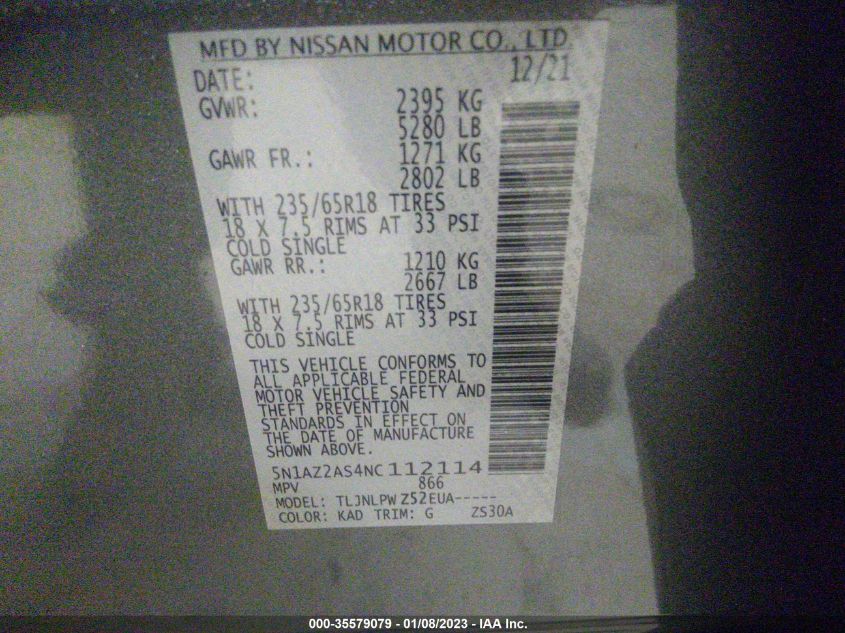 MFD BY NISSAN MOTOR CO., LTD.
DATE: 12/21
GVWR: 2395 KG
5280 LB
GAWR FR.: 1271 KG
2802 LB
WITH 235/65R18 TIRES
18 X 7.5 RIMS AT 33 PSI
COLD SINGLE
GAWR RR.: 1210 KG
2667 LB
WITH 235/65R18 TIRES
18 X 7.5 RIMS AT 33 PSI
COLD SINGLE
THIS VEHICLE CONFORMS TO
ALL APPLICABLE FEDERAL
MOTOR VEHICLE SAFETY AND
THEFT PREVENTION
STANDARDS IN EFFECT ON
THE DATE OF MANUFACTURE
SHOWN ABOVE.
5N1AZ2AS4NC112114
MPV 866
MODEL: TLJNLPW Z52EUA-----
COLOR: KAD TRIM: G ZS30A
000-35579079 - 01/08/2023 - IAA Inc.